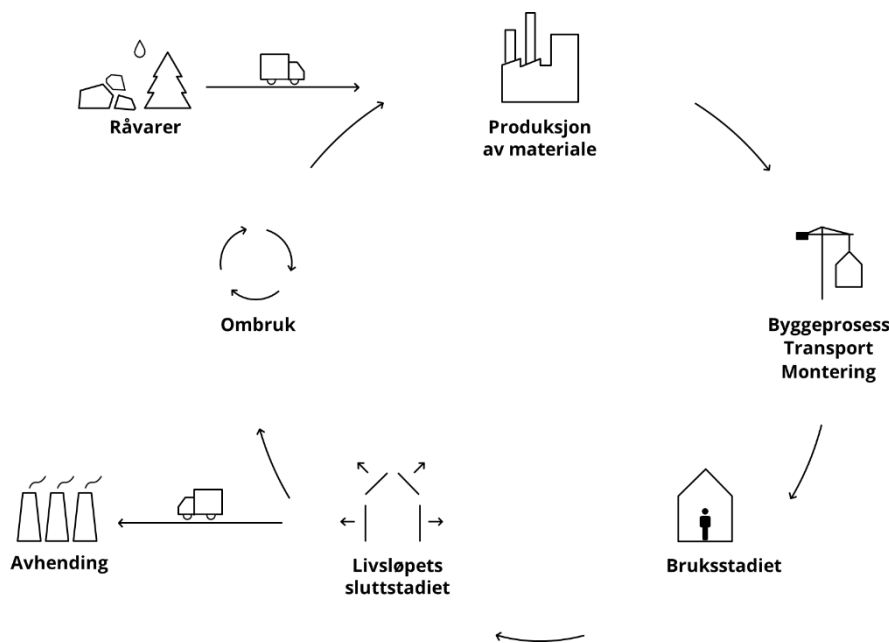 Råvarer
Produksjon
av materiale
Byggeprosess
Transport
Montering
Bruksstadiet
Livsløpets
sluttstadiet
Avhending
Ombruk